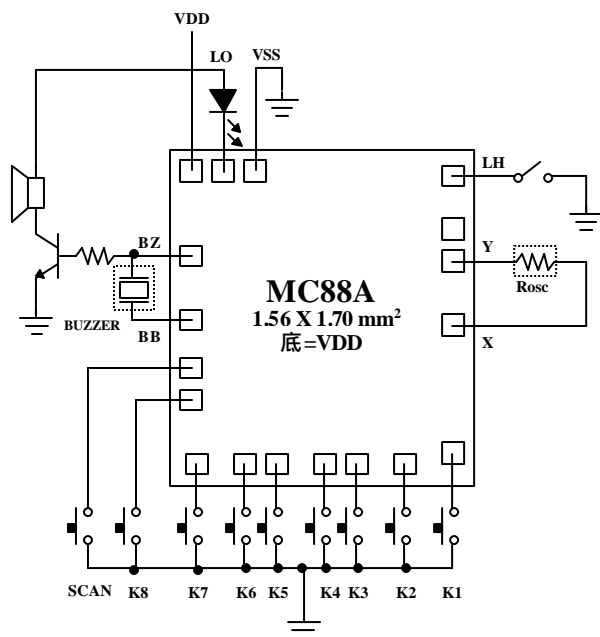 VDD
LO
VSS
LH
BZ
Y
MC88A
Rosc
1.56 X 1.70 mm²
BUZZER
BB
底=VDD
X
SCAN K8 K7 K6 K5 K4 K3 K2 K1